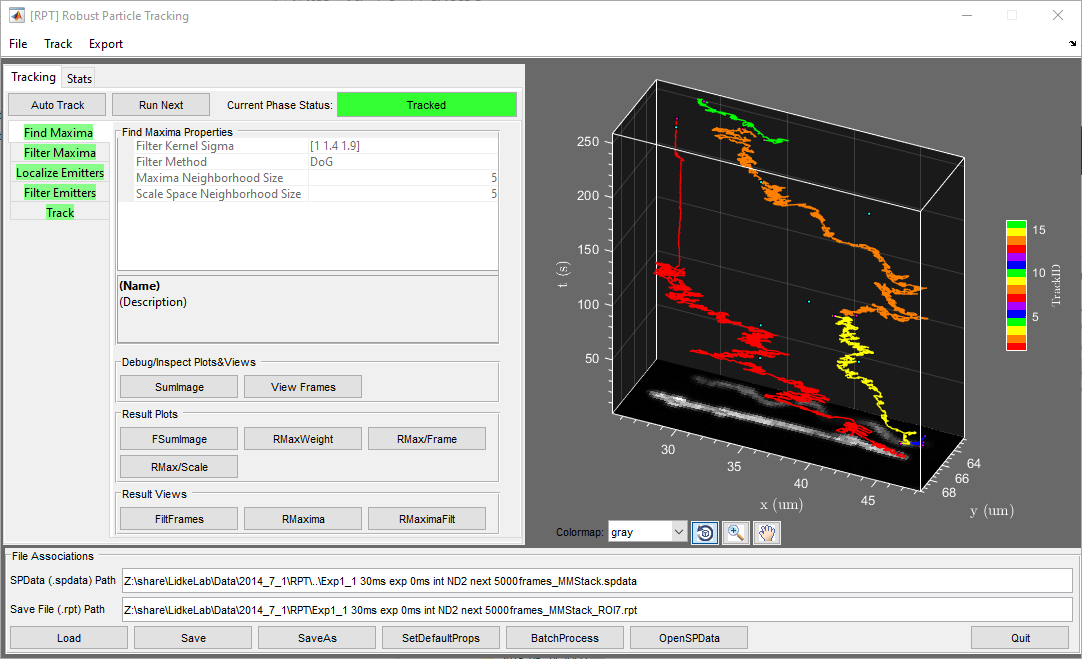 [RPT] Robust Particle Tracking
File Track Export
Tracking Stats
Auto Track Run Next Current Phase Status: Tracked
Find Maxima
Filter Maxima
Localize Emitters
Filter Emitters
Track
Find Maxima Properties
Filter Kernel Sigma [1 1.4 1.9]
Filter Method DoG
Maxima Neighborhood Size 5
Scale Space Neighborhood Size 5
(Name)
(Description)
Debug/Inspect Plots&Views
SumImage View Frames
Result Plots
FSumImage RMaxWeight RMax/Frame
RMax/Scale
Result Views
FiltFrames RMaxima RMaximaFilt
250
200
150
100
50
t (s)
30
35
40
45
x (um)
64
66
68
y (um)
15
10
5
TrackID
Colormap: gray
File Associations
SPData (.spdata) Path Z:\share\LidkeLab\Data\2014_7_1\RPT\..\Exp1_1 30ms exp 0ms int ND2 next 5000frames_MMStack.spdata
Save File (.rpt) Path Z:\share\LidkeLab\Data\2014_7_1\RPT\Exp1_1 30ms exp 0ms int ND2 next 5000frames_MMStack_ROI7.rpt
Load Save SaveAs SetDefaultProps BatchProcess OpenSPData Quit